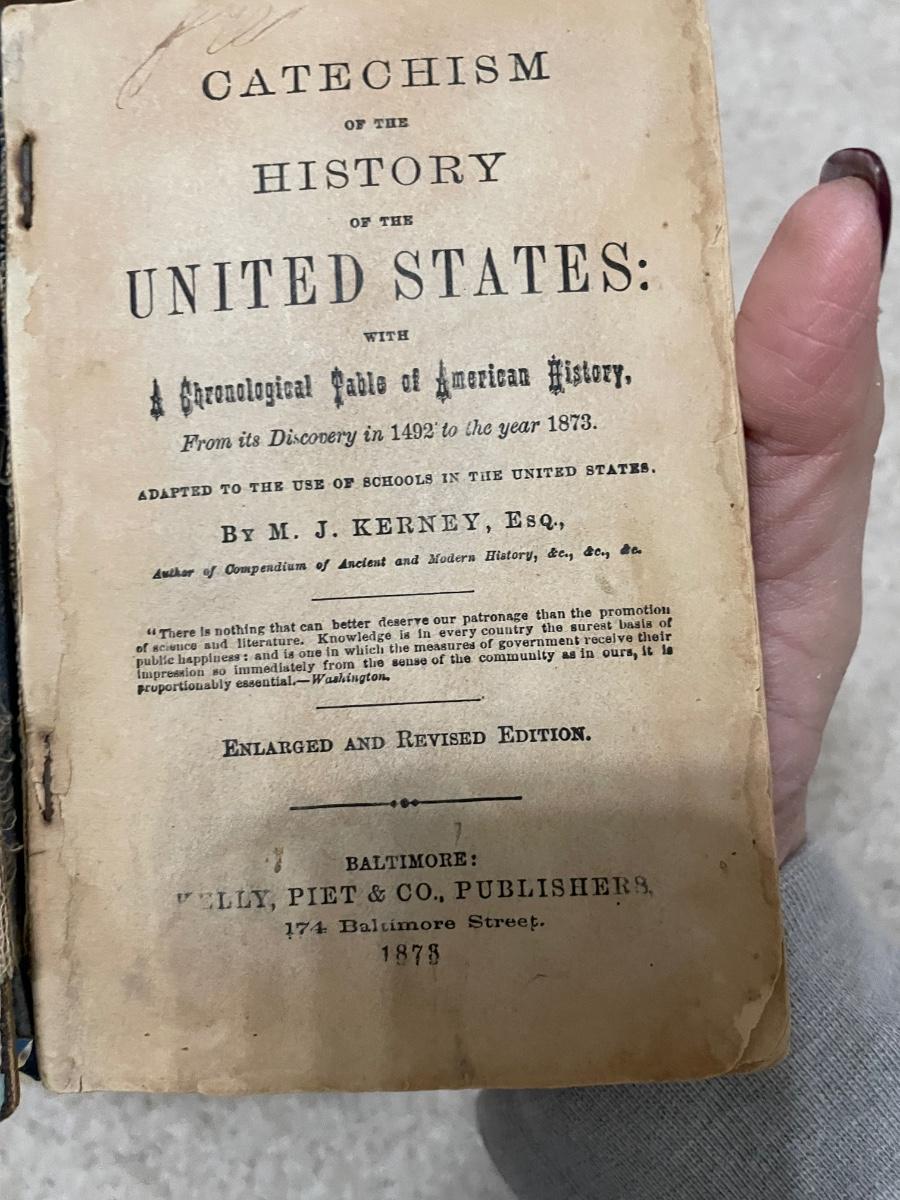 CATECHISM
OF THE
HISTORY
OF THE
UNITED STATES:
WITH
A Chronological Table of American History,
From its Discovery in 1492 to the year 1873.
ADAPTED TO THE USE OF SCHOOLS IN THE UNITED STATES.
BY M. J. KERNEY, ESQ.,
Author of Compendium of Ancient and Modern History, &c., &c., &c.
"There is nothing that can better deserve our patronage than the promotion
of science and literature. Knowledge is in every country the surest basis of
public happiness: and is one in which the measures of government receive their
impression so immediately from the sense of the community as in ours, it is
proportionably essential.—Washington.
ENLARGED AND REVISED EDITION.
BALTIMORE:
KELLY, PIET & CO., PUBLISHERS,
174 Baltimore Street.
1873